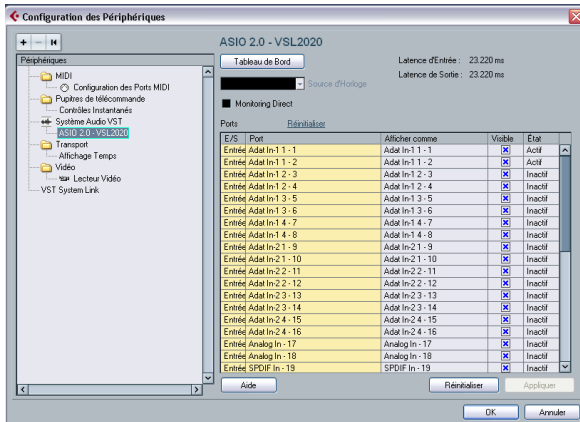 Configuration des Périphériques
Périphériques
MIDI
Configuration des Ports MIDI
Pupitres de télécommande
Contrôles Instantanés
Système Audio VST
ASIO 2.0 - VSL2020
Transport
Affichage Temps
Vidéo
Lecteur Vidéo
VST System Link
ASIO 2.0 - VSL2020
Tableau de Bord
Latence d'Entrée : 23.220 ms
Latence de Sortie : 23.220 ms
Source d'Horloge
Monitoring Direct
Ports Réinitialiser
E/S Port Afficher comme Visible État
Entrée Adat In-1 1 - 1 Adat In-1 1 - 1 Actif
Entrée Adat In-1 1 - 2 Adat In-1 1 - 2 Actif
Entrée Adat In-1 2 - 3 Adat In-1 2 - 3 Inactif
Entrée Adat In-1 2 - 4 Adat In-1 2 - 4 Inactif
Entrée Adat In-1 3 - 5 Adat In-1 3 - 5 Inactif
Entrée Adat In-1 3 - 6 Adat In-1 3 - 6 Inactif
Entrée Adat In-1 4 - 7 Adat In-1 4 - 7 Inactif
Entrée Adat In-1 4 - 8 Adat In-1 4 - 8 Inactif
Entrée Adat In-2 1 - 9 Adat In-2 1 - 9 Inactif
Entrée Adat In-2 1 - 10 Adat In-2 1 - 10 Inactif
Entrée Adat In-2 2 - 11 Adat In-2 2 - 11 Inactif
Entrée Adat In-2 2 - 12 Adat In-2 2 - 12 Inactif
Entrée Adat In-2 3 - 13 Adat In-2 3 - 13 Inactif
Entrée Adat In-2 3 - 14 Adat In-2 3 - 14 Inactif
Entrée Adat In-2 4 - 15 Adat In-2 4 - 15 Inactif
Entrée Adat In-2 4 - 16 Adat In-2 4 - 16 Inactif
Entrée Analog In - 17 Analog In - 17 Inactif
Entrée Analog In - 18 Analog In - 18 Inactif
Entrée SPDIF In - 19 SPDIF In - 19 Inactif
Aide Réinitialiser Appliquer
OK Annuler